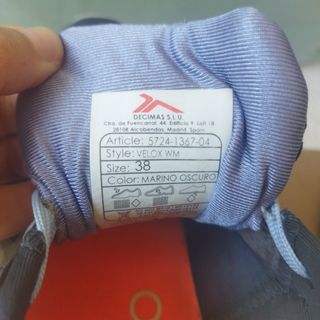 DECIMAS S.L.U.
Ctra. de Fuencarral, 44, Edificio 9. Loft 18
28108 Alcobendas, Madrid, Spain
Article: 5724-1367-04
Style: VELOX WM
Size: 38
Color: MARINO OSCURO